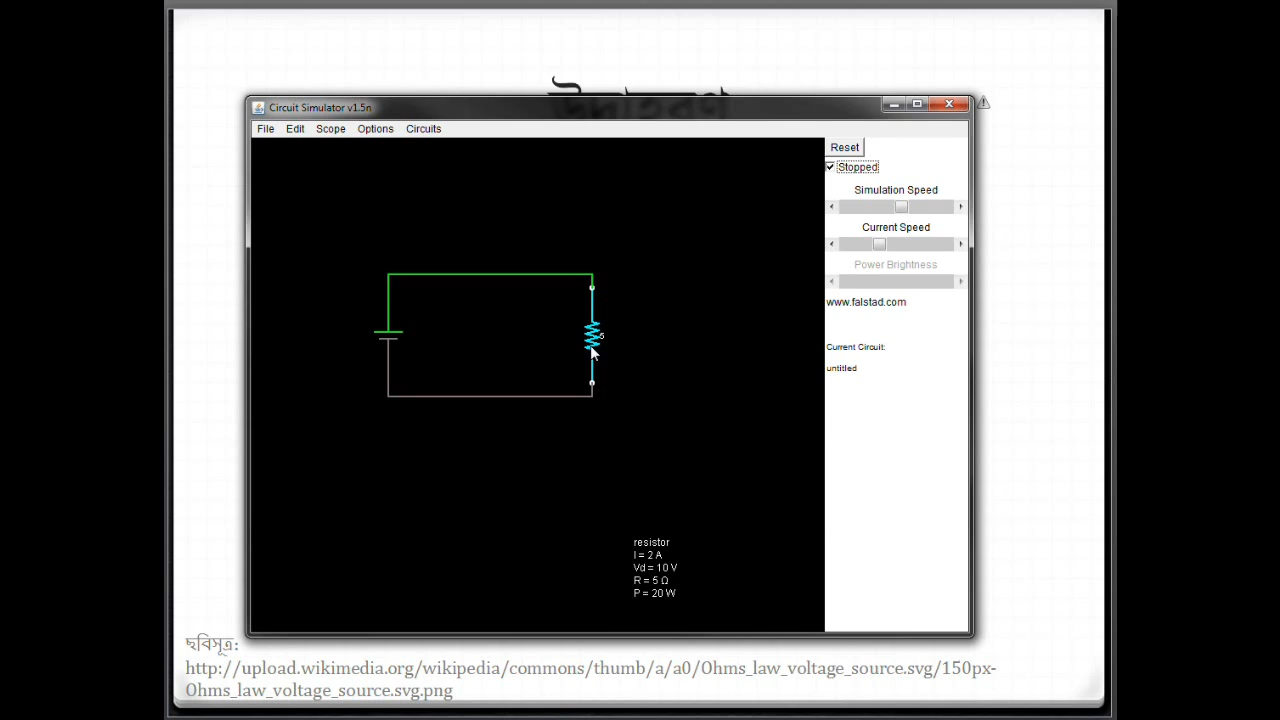 Circuit Simulator v1.5n
File Edit Scope Options Circuits
Reset
Stopped
Simulation Speed
Current Speed
Power Brightness
www.falstad.com
Current Circuit:
untitled
5
resistor
I = 2 A
Vd = 10 V
R = 5 Ω
P = 20 W
ছবিসূত্র:
http://upload.wikimedia.org/wikipedia/commons/thumb/a/a0/Ohms_law_voltage_source.svg/150px-
Ohms_law_voltage_source.svg.png